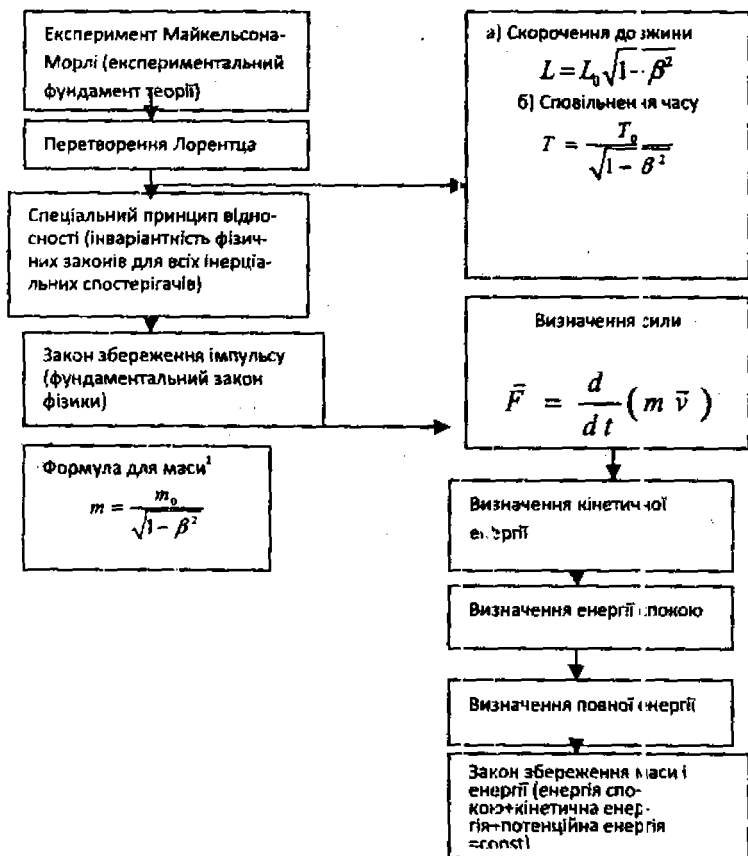 Експеримент Майкельсона-
Морлі (експериментальний
фундамент теорії)
Перетворення Лорентца
Спеціальний принцип відно-
сності (інваріантність фізич-
них законів для всіх інерціа-
льних спостерігачів)
Закон збереження імпульсу
(фундаментальний закон
фізики)
Формула для маси¹
m = m₀ / √(1 − β²)
а) Скорочення довжини
L = L₀√(1 − β²)
б) Сповільнення часу
T = T₀ / √(1 − β²)
Визначення сили
F̄ = d/dt (m v̄)
Визначення кінетичної
енергії
Визначення енергії спокою
Визначення повної енергії
Закон збереження маси і
енергії (енергія спо-
кою+кінетична енер-
гія+потенційна енергія
=const)